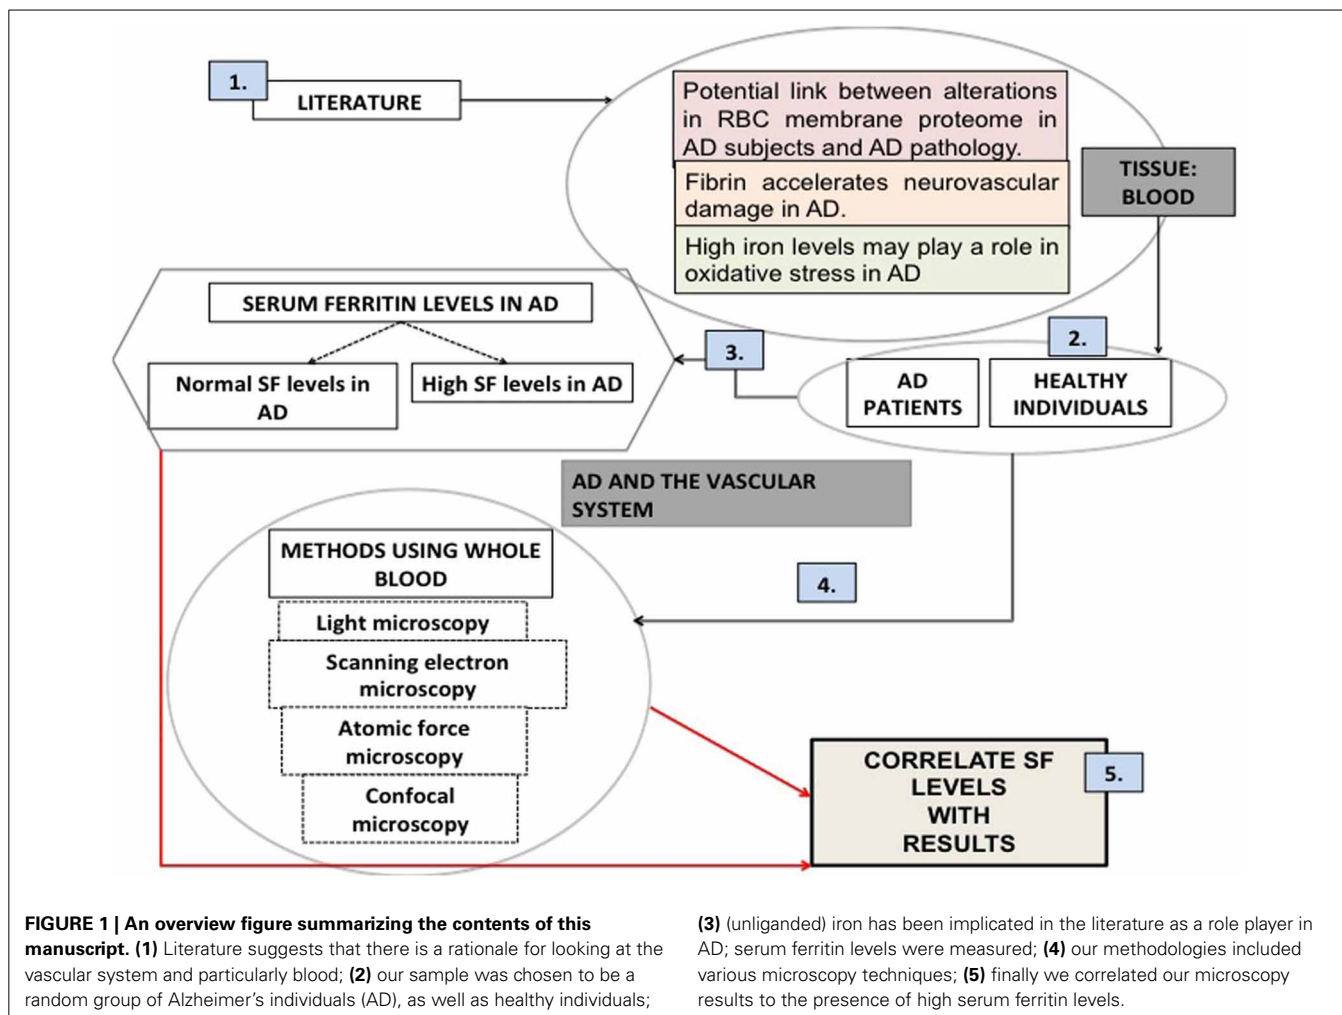 1.
LITERATURE
Potential link between alterations
in RBC membrane proteome in
AD subjects and AD pathology.
Fibrin accelerates neurovascular
damage in AD.
High iron levels may play a role in
oxidative stress in AD
TISSUE:
BLOOD
SERUM FERRITIN LEVELS IN AD
Normal SF levels in
AD
High SF levels in AD
3.
2.
AD
PATIENTS
HEALTHY
INDIVIDUALS
AD AND THE VASCULAR
SYSTEM
METHODS USING WHOLE
BLOOD
Light microscopy
Scanning electron
microscopy
Atomic force
microscopy
Confocal
microscopy
4.
CORRELATE SF
LEVELS
WITH
RESULTS
5.
FIGURE 1 | An overview figure summarizing the contents of this
manuscript. (1) Literature suggests that there is a rationale for looking at the
vascular system and particularly blood; (2) our sample was chosen to be a
random group of Alzheimer's individuals (AD), as well as healthy individuals;
(3) (unliganded) iron has been implicated in the literature as a role player in
AD; serum ferritin levels were measured; (4) our methodologies included
various microscopy techniques; (5) finally we correlated our microscopy
results to the presence of high serum ferritin levels.